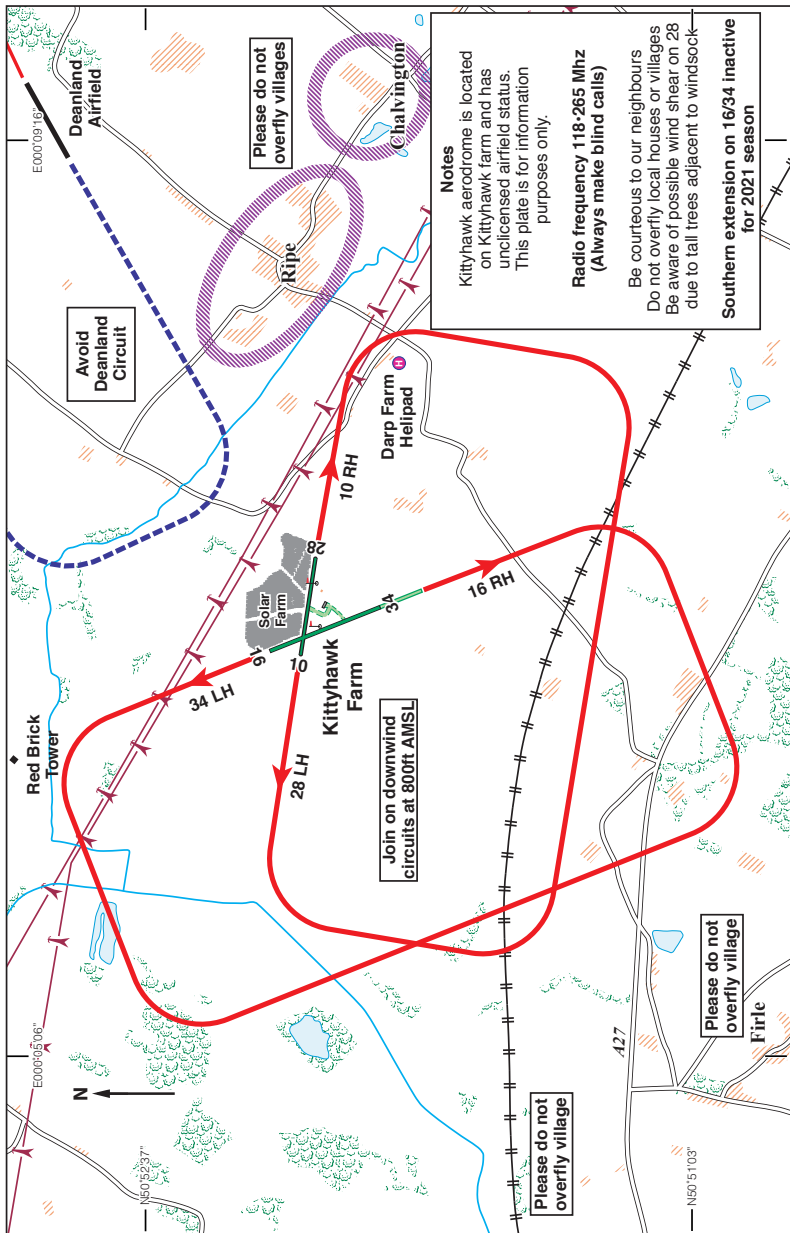 E000°05'06"
E000°09'16"
N50°52'37"
N50°51'03"
N
Red Brick
Tower
Avoid
Deanland
Circuit
Deanland
Airfield
Please do not
overfly villages
Ripe
Chalvington
34 LH
16
Solar
Farm
28
10
10 RH
28 LH
Kittyhawk
Farm
34
16 RH
Darp Farm
Helipad
H
Join on downwind
circuits at 800ft AMSL
Please do not
overfly village
A27
Please do not
overfly village
Firle
Notes
Kittyhawk aerodrome is located
on Kittyhawk farm and has
unclicensed airfield status.
This plate is for information
purposes only.
Radio frequency 118·265 Mhz
(Always make blind calls)
Be courteous to our neighbours
Do not overfly local houses or villages
Be aware of possible wind shear on 28
due to tall trees adjacent to windsock
Southern extension on 16/34 inactive
for 2021 season